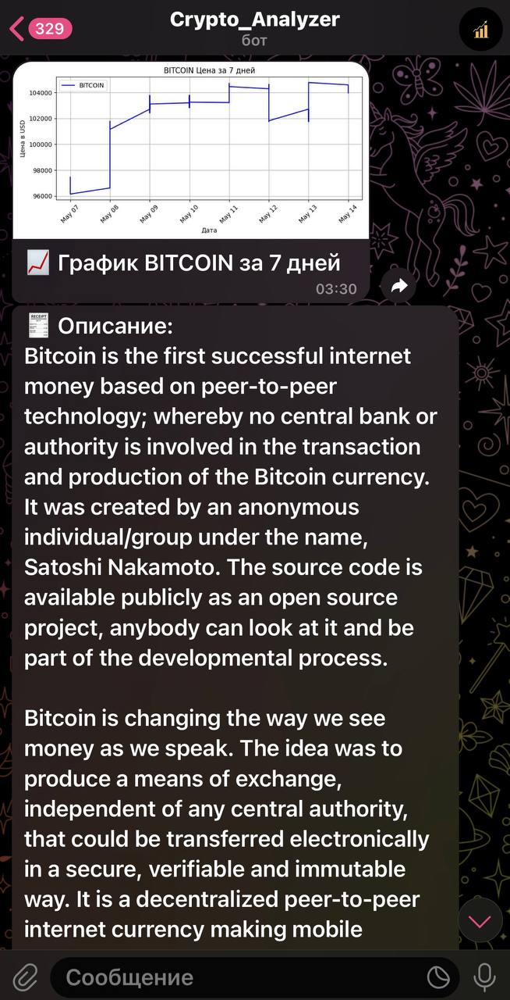 329
Crypto_Analyzer
бот
BITCOIN Цена за 7 дней
BITCOIN
Цена в USD
104000
102000
100000
98000
96000
May 07
May 08
May 09
May 10
May 11
May 12
May 13
May 14
Дата
График BITCOIN за 7 дней
03:30
RECEIPT
Описание:
Bitcoin is the first successful internet
money based on peer-to-peer
technology; whereby no central bank or
authority is involved in the transaction
and production of the Bitcoin currency.
It was created by an anonymous
individual/group under the name,
Satoshi Nakamoto. The source code is
available publicly as an open source
project, anybody can look at it and be
part of the developmental process.
Bitcoin is changing the way we see
money as we speak. The idea was to
produce a means of exchange,
independent of any central authority,
that could be transferred electronically
in a secure, verifiable and immutable
way. It is a decentralized peer-to-peer
internet currency making mobile
Сообщение